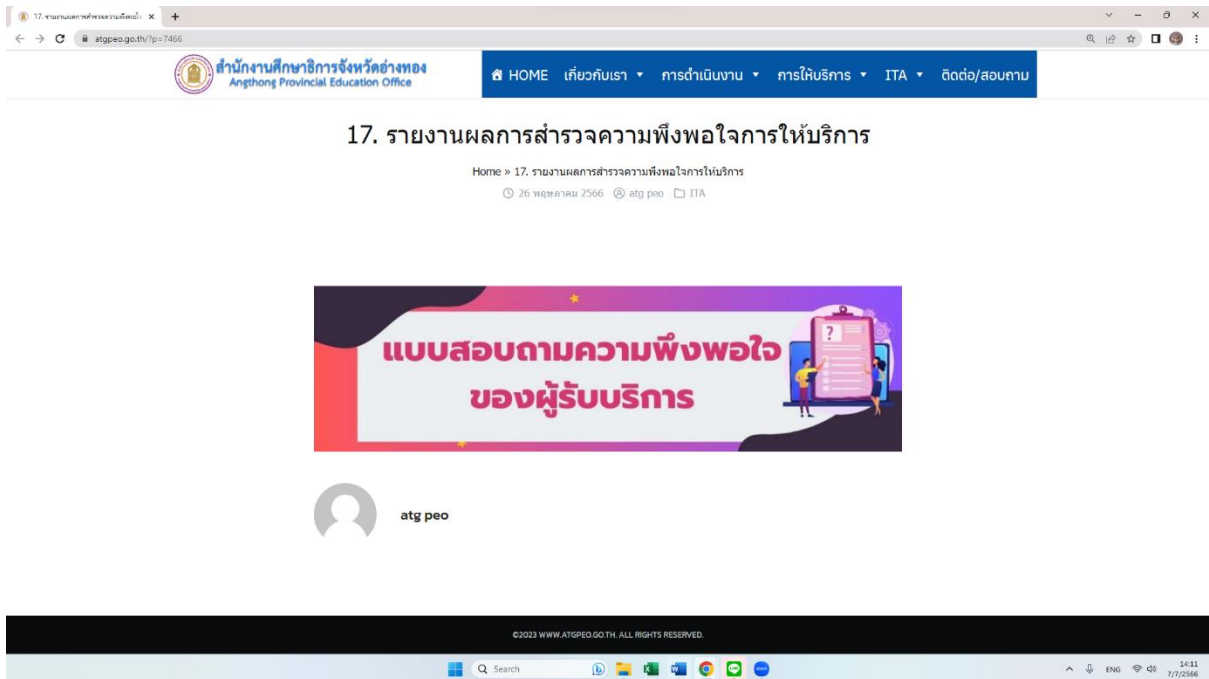 17. รายงานผลการสำรวจความพึงพอใจ
atgpeo.go.th/?p=7466
สำนักงานศึกษาธิการจังหวัดอ่างทอง
Angthong Provincial Education Office
HOME เกี่ยวกับเรา การดำเนินงาน การให้บริการ ITA ติดต่อ/สอบถาม
17. รายงานผลการสำรวจความพึงพอใจการให้บริการ
Home » 17. รายงานผลการสำรวจความพึงพอใจการให้บริการ
26 พฤษภาคม 2566 atg peo ITA
แบบสอบถามความพึงพอใจ
ของผู้รับบริการ
?
atg peo
©2023 WWW.ATGPEO.GO.TH. ALL RIGHTS RESERVED.
Search
ENG
14:11
7/7/2566